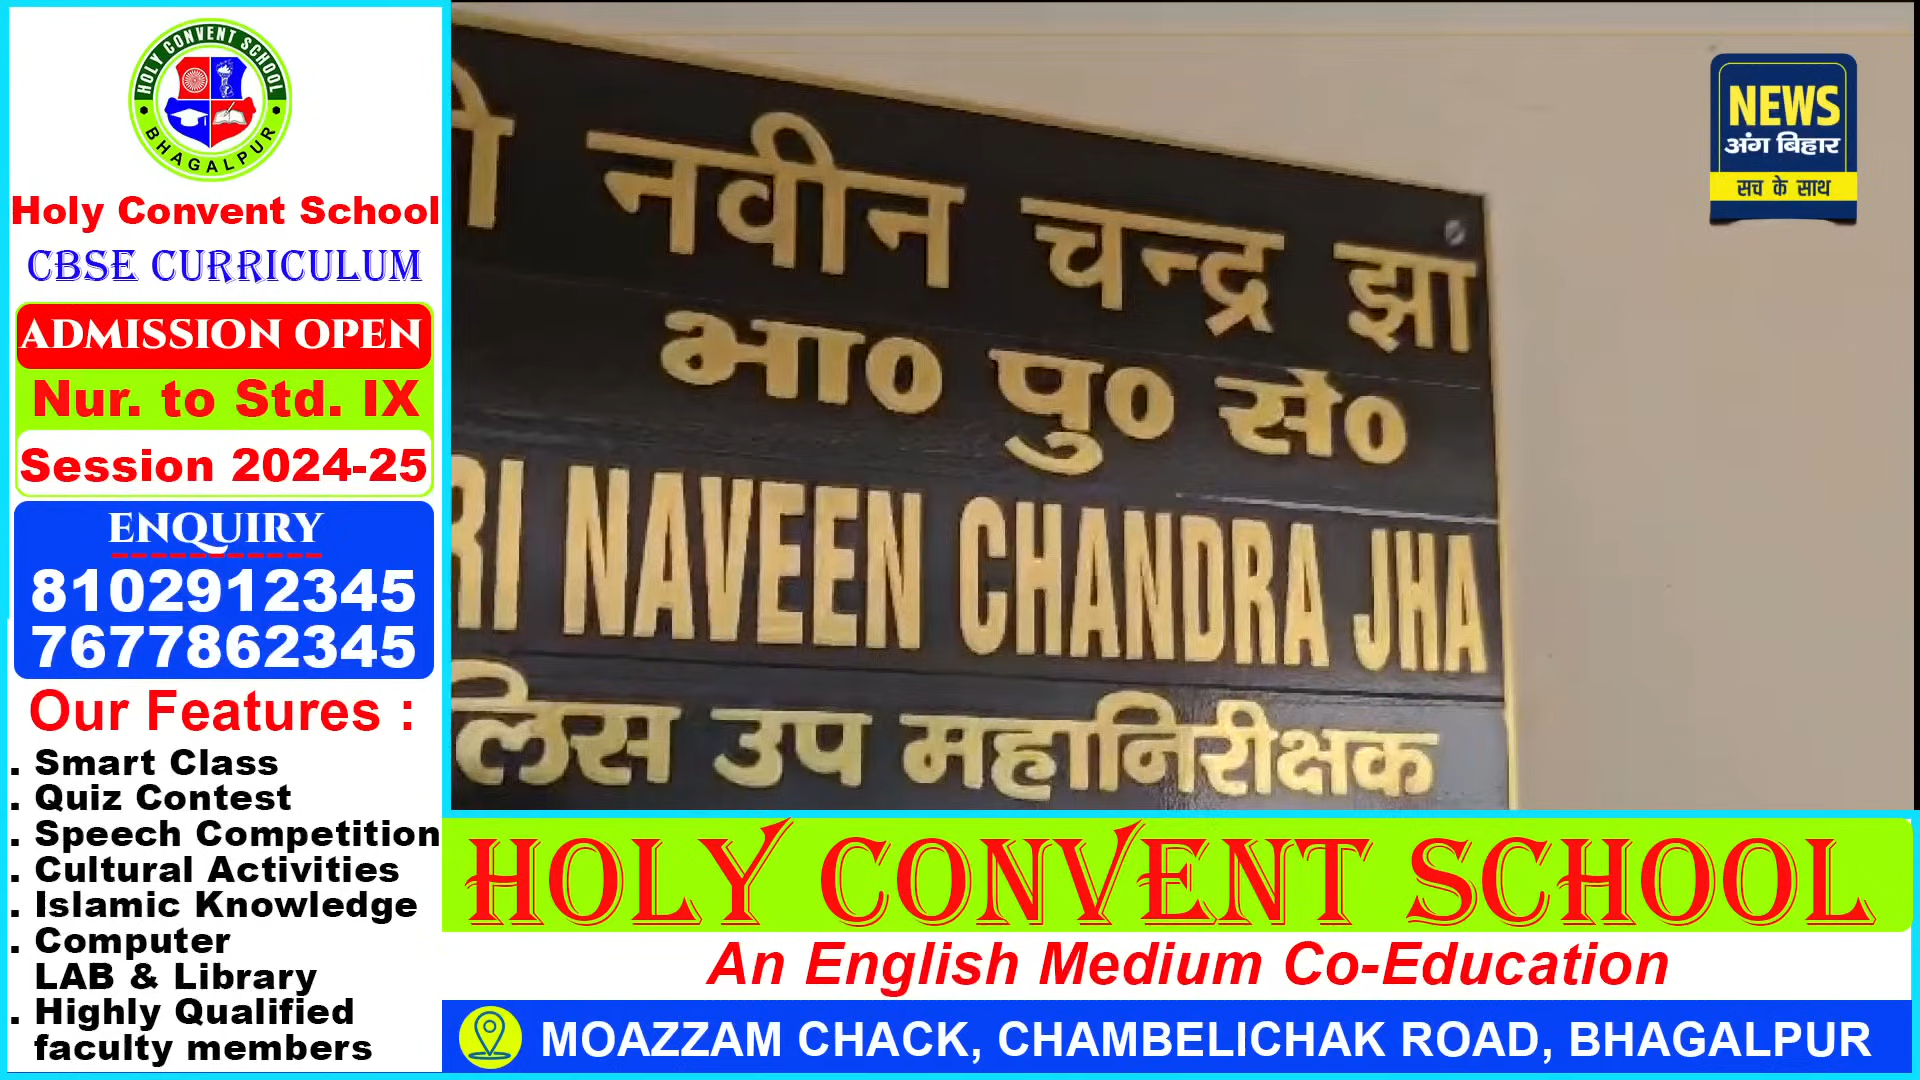 HOLY CONVENT SCHOOL
BHAGALPUR
Holy Convent School
CBSE CURRICULUM
ADMISSION OPEN
Nur. to Std. IX
Session 2024-25
ENQUIRY
8102912345
7677862345
Our Features :
. Smart Class
. Quiz Contest
. Speech Competition
. Cultural Activities
. Islamic Knowledge
. Computer
LAB & Library
. Highly Qualified
faculty members
नवीन चन्द्र झा
भा० पु० से०
RI NAVEEN CHANDRA JHA
लिस उप महानिरीक्षक
NEWS
अंग बिहार
सच के साथ
HOLY CONVENT SCHOOL
An English Medium Co-Education
MOAZZAM CHACK, CHAMBELICHAK ROAD, BHAGALPUR